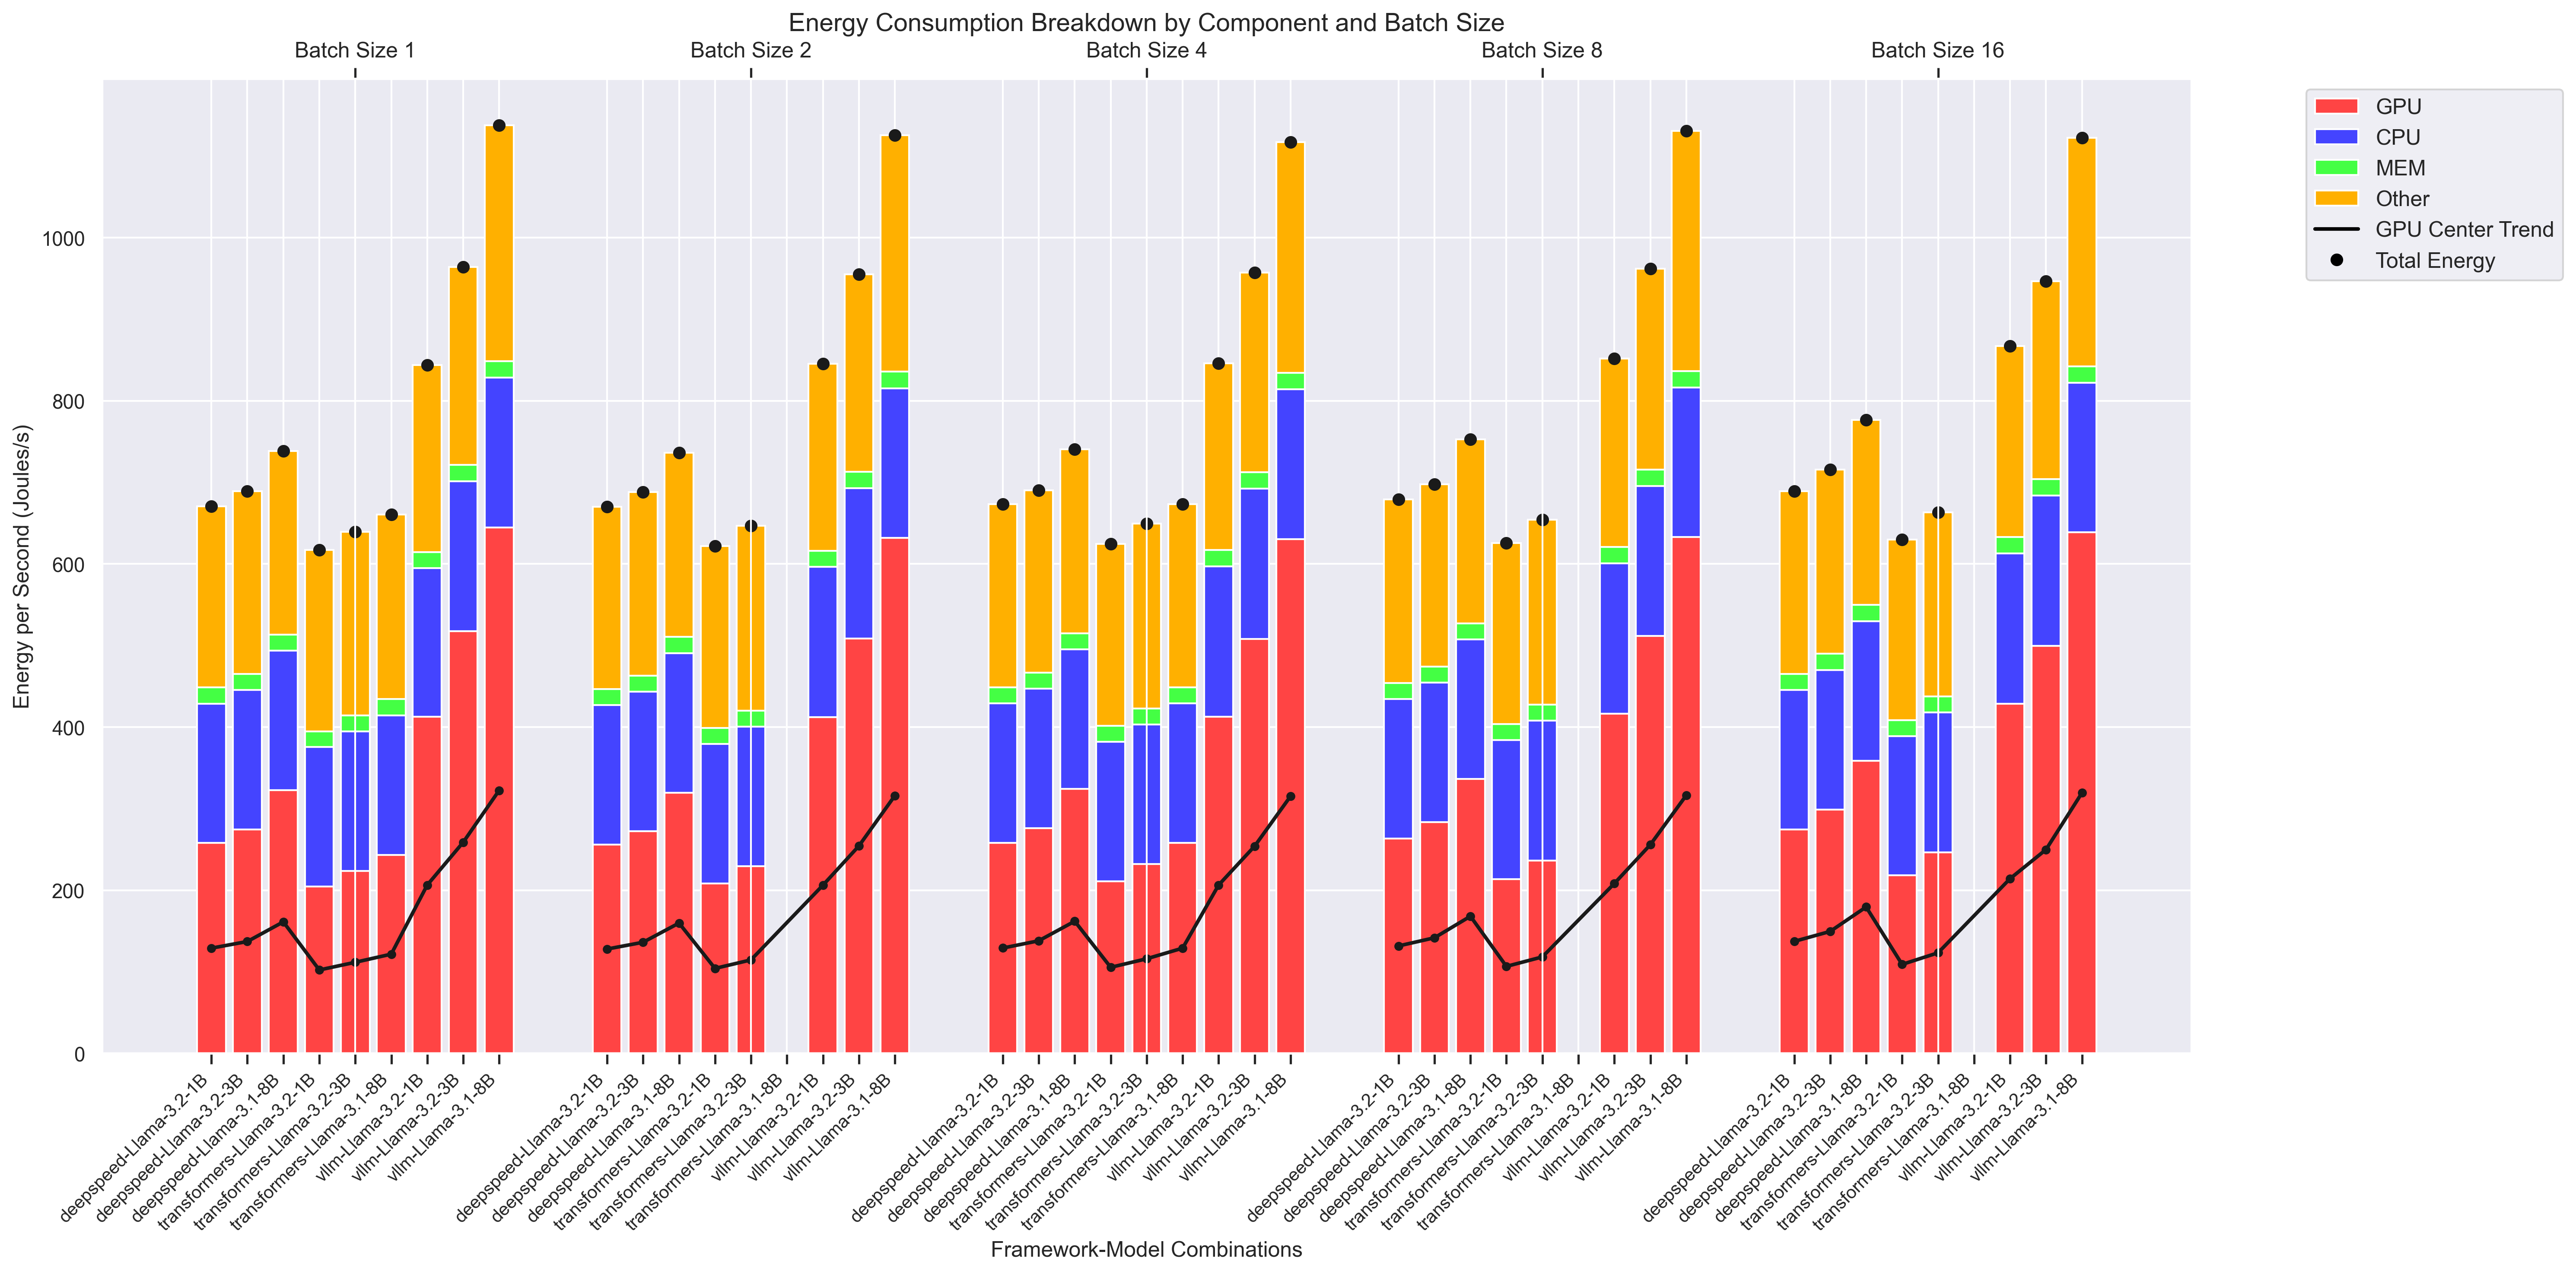 Energy Consumption Breakdown by Component and Batch Size
Batch Size 1
Batch Size 2
Batch Size 4
Batch Size 8
Batch Size 16
GPU
CPU
MEM
Other
GPU Center Trend
Total Energy
Energy per Second (Joules/s)
1000
800
600
400
200
0
deepspeed-Llama-3.2-1B
deepspeed-Llama-3.2-3B
deepspeed-Llama-3.1-8B
transformers-Llama-3.2-1B
transformers-Llama-3.2-3B
transformers-Llama-3.1-8B
vllm-Llama-3.2-1B
vllm-Llama-3.2-3B
vllm-Llama-3.1-8B
deepspeed-Llama-3.2-1B
deepspeed-Llama-3.2-3B
deepspeed-Llama-3.1-8B
transformers-Llama-3.2-1B
transformers-Llama-3.2-3B
transformers-Llama-3.1-8B
vllm-Llama-3.2-1B
vllm-Llama-3.2-3B
vllm-Llama-3.1-8B
deepspeed-Llama-3.2-1B
deepspeed-Llama-3.2-3B
deepspeed-Llama-3.1-8B
transformers-Llama-3.2-1B
transformers-Llama-3.2-3B
transformers-Llama-3.1-8B
vllm-Llama-3.2-1B
vllm-Llama-3.2-3B
vllm-Llama-3.1-8B
deepspeed-Llama-3.2-1B
deepspeed-Llama-3.2-3B
deepspeed-Llama-3.1-8B
transformers-Llama-3.2-1B
transformers-Llama-3.2-3B
transformers-Llama-3.1-8B
vllm-Llama-3.2-1B
vllm-Llama-3.2-3B
vllm-Llama-3.1-8B
deepspeed-Llama-3.2-1B
deepspeed-Llama-3.2-3B
deepspeed-Llama-3.1-8B
transformers-Llama-3.2-1B
transformers-Llama-3.2-3B
transformers-Llama-3.1-8B
vllm-Llama-3.2-1B
vllm-Llama-3.2-3B
vllm-Llama-3.1-8B
Framework-Model Combinations